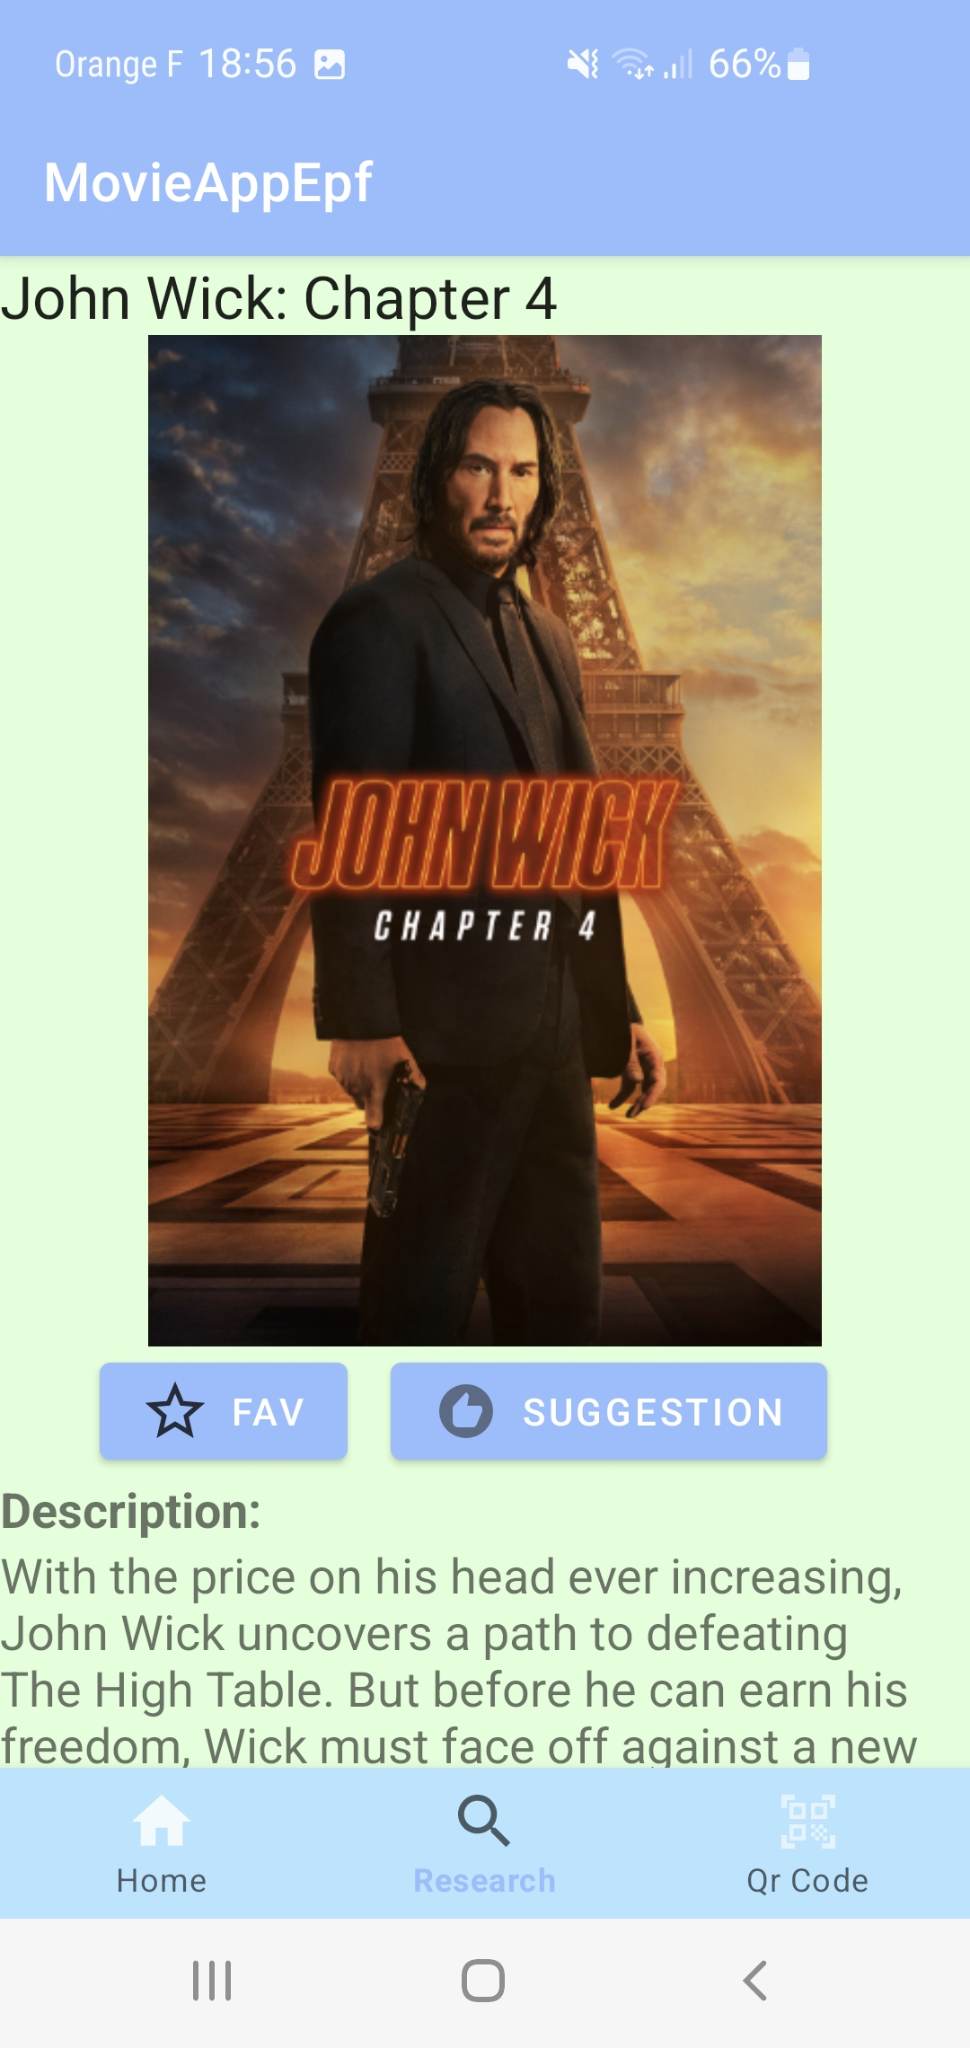 Orange F 18:56 66%
MovieAppEpf
John Wick: Chapter 4
JOHN WICK
CHAPTER 4
FAV SUGGESTION
Description:
With the price on his head ever increasing,
John Wick uncovers a path to defeating
The High Table. But before he can earn his
freedom, Wick must face off against a new
Home Research Qr Code